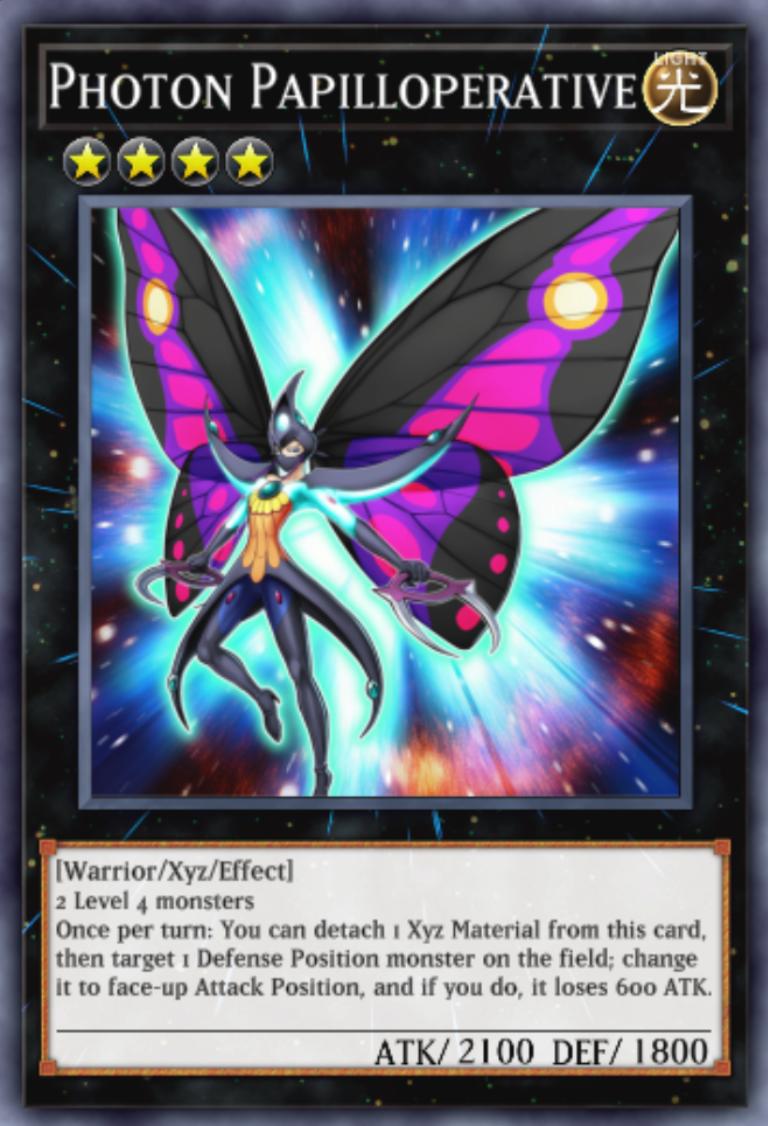 Photon Papilloperative
LIGHT
光
[Warrior/Xyz/Effect]
2 Level 4 monsters
Once per turn: You can detach 1 Xyz Material from this card,
then target 1 Defense Position monster on the field; change
it to face-up Attack Position, and if you do, it loses 600 ATK.
ATK/ 2100 DEF/ 1800